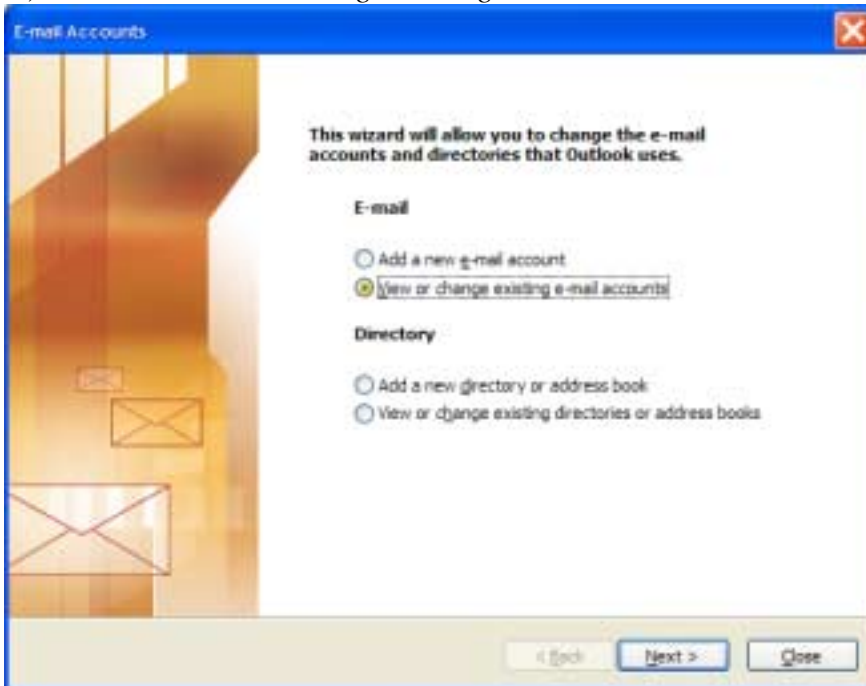 E-mail Accounts
This wizard will allow you to change the e-mail
accounts and directories that Outlook uses.
E-mail
Add a new e-mail account
View or change existing e-mail accounts
Directory
Add a new directory or address book
View or change existing directories or address books
< Back Next > Close